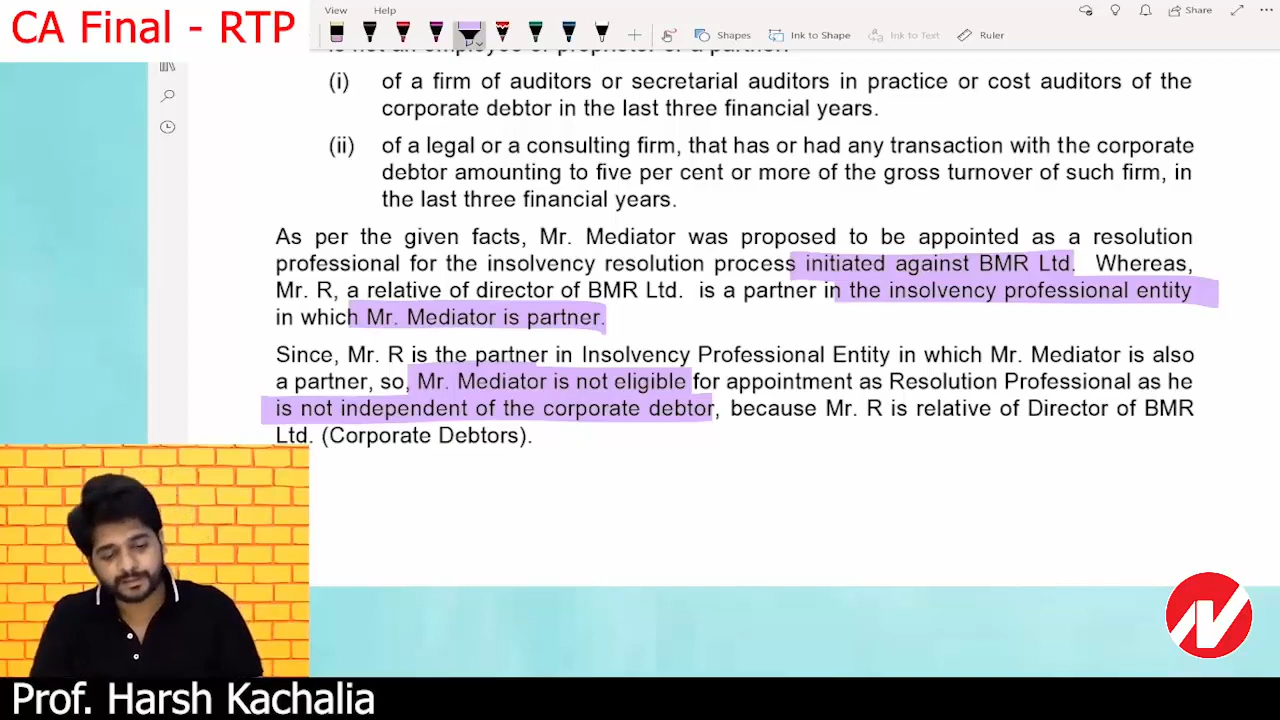 CA Final - RTP
View Help Share
Shapes Ink to Shape Ink to Text Ruler
is not an employee or proprietor or a partner:
(i) of a firm of auditors or secretarial auditors in practice or cost auditors of the
corporate debtor in the last three financial years.
(ii) of a legal or a consulting firm, that has or had any transaction with the corporate
debtor amounting to five per cent or more of the gross turnover of such firm, in
the last three financial years.
As per the given facts, Mr. Mediator was proposed to be appointed as a resolution
professional for the insolvency resolution process initiated against BMR Ltd. Whereas,
Mr. R, a relative of director of BMR Ltd. is a partner in the insolvency professional entity
in which Mr. Mediator is partner.
Since, Mr. R is the partner in Insolvency Professional Entity in which Mr. Mediator is also
a partner, so, Mr. Mediator is not eligible for appointment as Resolution Professional as he
is not independent of the corporate debtor, because Mr. R is relative of Director of BMR
Ltd. (Corporate Debtors).
Prof. Harsh Kachalia